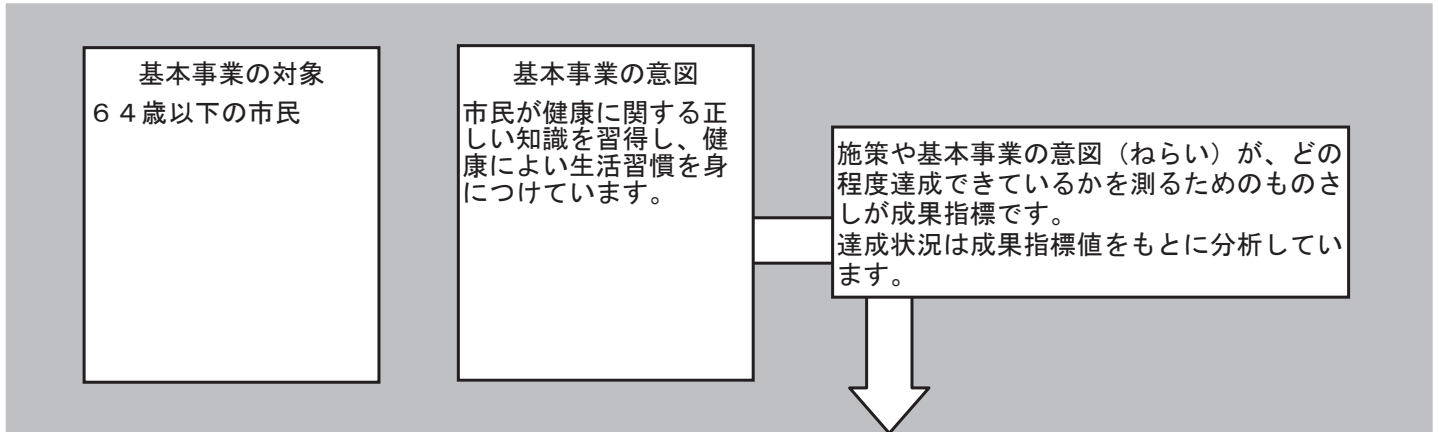 基本事業の対象
６４歳以下の市民
基本事業の意図
市民が健康に関する正
しい知識を習得し、健
康によい生活習慣を身
につけています。
施策や基本事業の意図（ねらい）が、どの
程度達成できているかを測るためのものさ
しが成果指標です。
達成状況は成果指標値をもとに分析してい
ます。